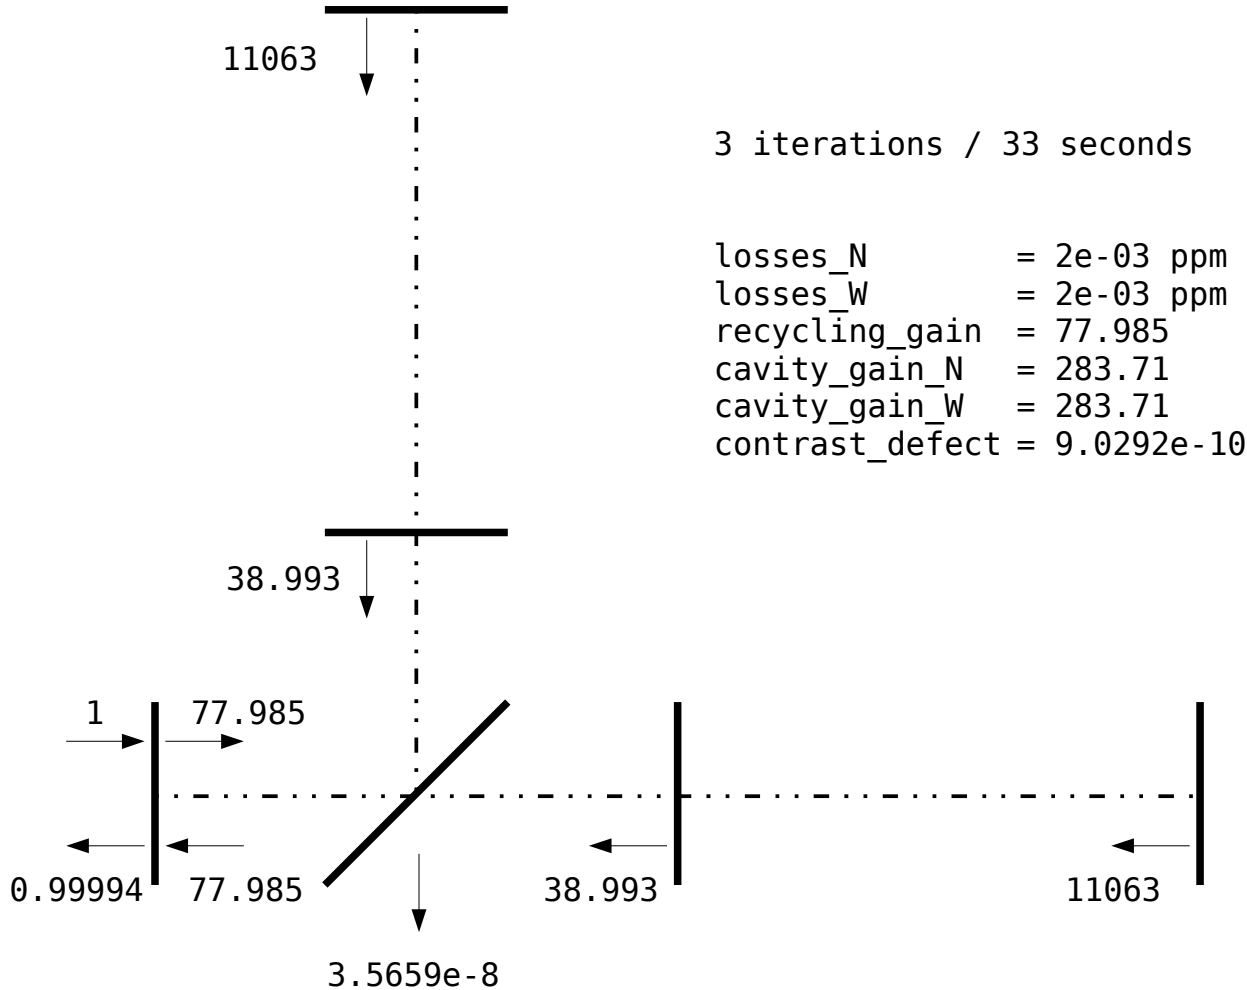 11063
3 iterations / 33 seconds
losses_N = 2e-03 ppm
losses_W = 2e-03 ppm
recycling_gain = 77.985
cavity_gain_N = 283.71
cavity_gain_W = 283.71
contrast_defect = 9.0292e-10
38.993
1 77.985
0.99994 77.985 38.993 11063
3.5659e-8